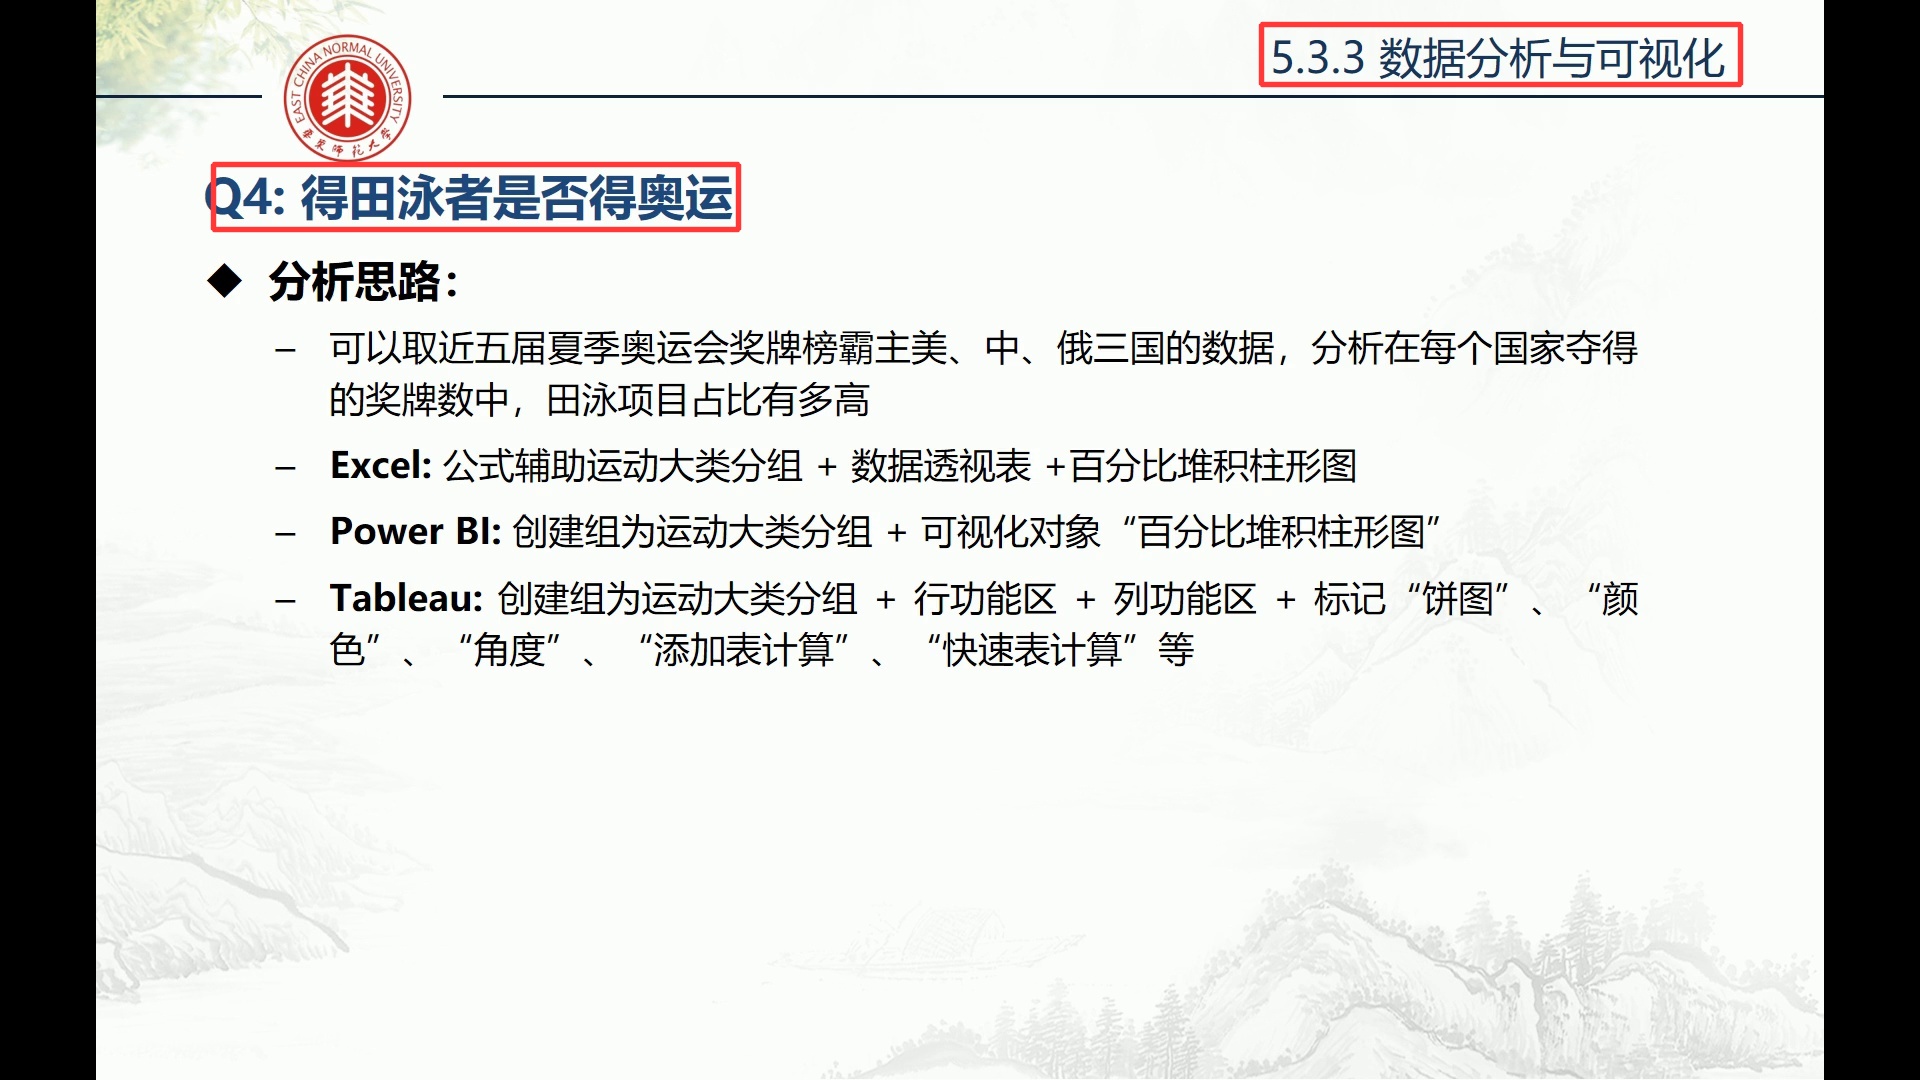 5.3.3 数据分析与可视化
EAST CHINA NORMAL UNIVERSITY
华东师范大学
Q4: 得田泳者是否得奥运
◆ 分析思路：
– 可以取近五届夏季奥运会奖牌榜霸主美、中、俄三国的数据，分析在每个国家夺得
的奖牌数中，田泳项目占比有多高
– Excel: 公式辅助运动大类分组 + 数据透视表 +百分比堆积柱形图
– Power BI: 创建组为运动大类分组 + 可视化对象“百分比堆积柱形图”
– Tableau: 创建组为运动大类分组 + 行功能区 + 列功能区 + 标记“饼图”、“颜
色”、“角度”、“添加表计算”、“快速表计算”等